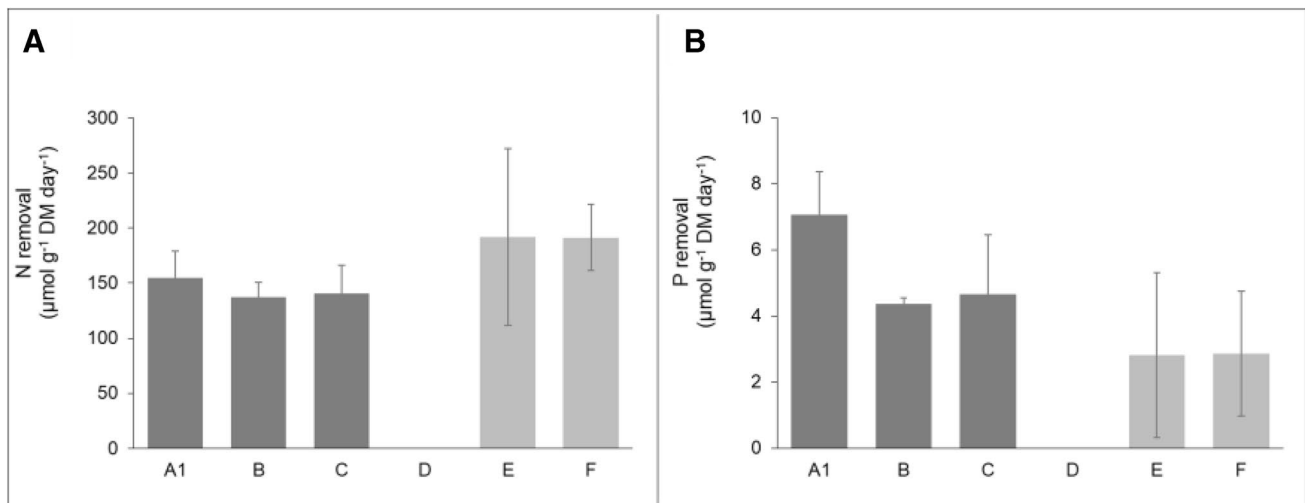 A
N removal
(µmol g⁻¹ DM day⁻¹)
300
250
200
150
100
50
0
A1 B C D E F
B
P removal
(µmol g⁻¹ DM day⁻¹)
10
8
6
4
2
0
A1 B C D E F